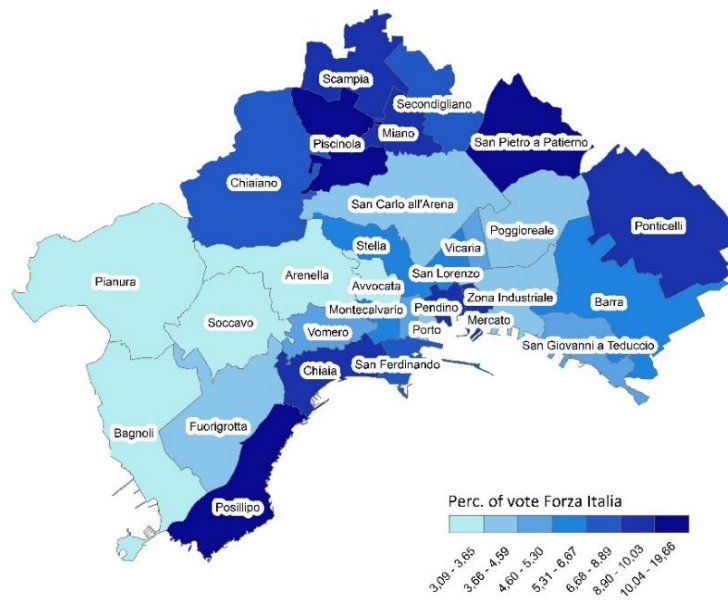 Scampia
Secondigliano
Piscinola
Miano
San Pietro a Patierno
Chiaiano
San Carlo all'Arena
Ponticelli
Poggioreale
Stella
Vicaria
Pianura
Arenella
San Lorenzo
Avvocata
Zona Industriale
Barra
Soccavo
Montecalvario
Pendino
Vomero
Porto
Mercato
San Giovanni a Teduccio
Chiaia
San Ferdinando
Fuorigrotta
Bagnoli
Posillipo
Perc. of vote Forza Italia
3,09 - 3,65
3,66 - 4,59
4,60 - 5,30
5,31 - 6,67
6,68 - 8,89
8,90 - 10,03
10,04 - 19,66